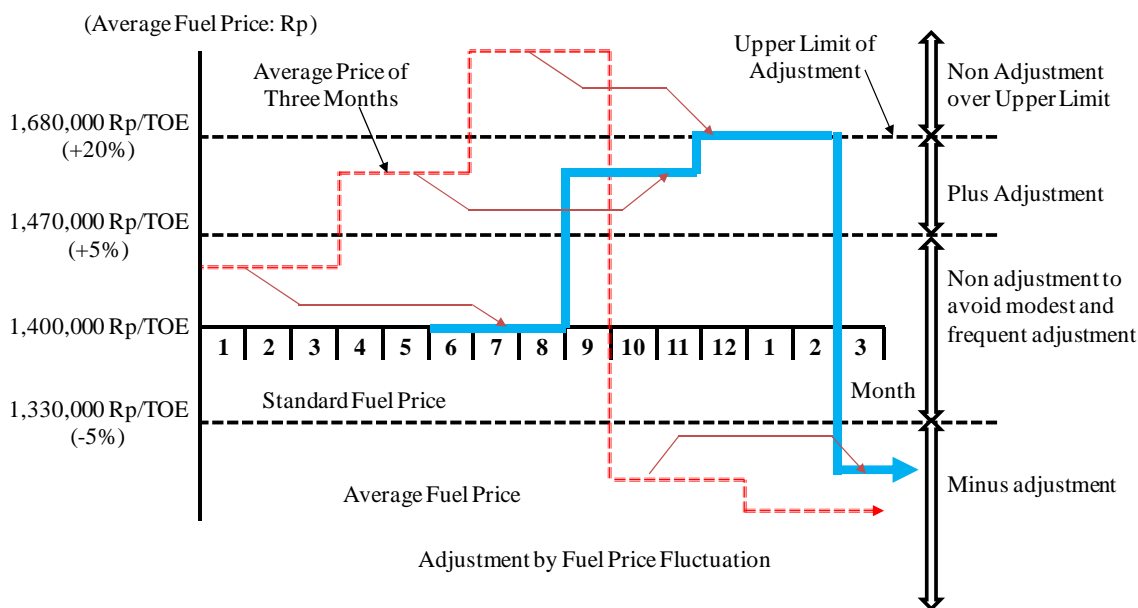 (Average Fuel Price: Rp)
Average Price of
Three Months
Upper Limit of
Adjustment
Non Adjustment
over Upper Limit
1,680,000 Rp/TOE
(+20%)
Plus Adjustment
1,470,000 Rp/TOE
(+5%)
Non adjustment to
avoid modest and
frequent adjustment
1,400,000 Rp/TOE
1 2 3 4 5 6 7 8 9 10 11 12 1 2 3
Month
Standard Fuel Price
1,330,000 Rp/TOE
(-5%)
Average Fuel Price
Minus adjustment
Adjustment by Fuel Price Fluctuation